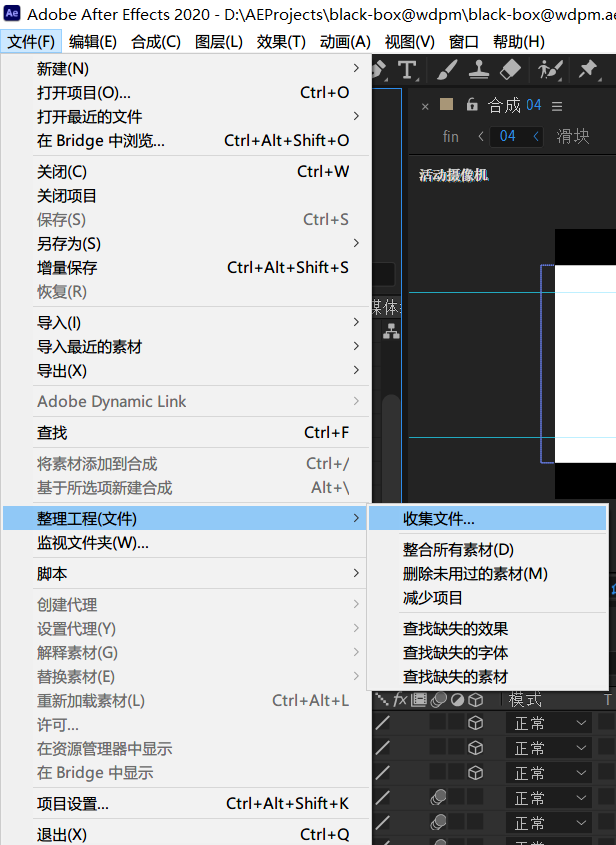 Adobe After Effects 2020 - D:\AEProjects\black-box@wdpm\black-box@wdpm.ae
文件(F) 编辑(E) 合成(C) 图层(L) 效果(T) 动画(A) 视图(V) 窗口 帮助(H)
新建(N)
打开项目(O)... Ctrl+O
打开最近的文件
在 Bridge 中浏览... Ctrl+Alt+Shift+O
关闭(C) Ctrl+W
关闭项目
保存(S) Ctrl+S
另存为(S)
增量保存 Ctrl+Alt+Shift+S
恢复(R)
导入(I)
导入最近的素材
导出(X)
Adobe Dynamic Link
查找 Ctrl+F
将素材添加到合成 Ctrl+/
基于所选项新建合成 Alt+\
整理工程(文件)
监视文件夹(W)...
脚本
创建代理
设置代理(Y)
解释素材(G)
替换素材(E)
重新加载素材(L) Ctrl+Alt+L
许可...
在资源管理器中显示
在 Bridge 中显示
项目设置... Ctrl+Alt+Shift+K
退出(X) Ctrl+Q
收集文件...
整合所有素材(D)
删除未用过的素材(M)
减少项目
查找缺失的效果
查找缺失的字体
查找缺失的素材
合成 04
fin 04 滑块
活动摄像机
媒体
fx 模式 T
正常
正常
正常
正常
正常